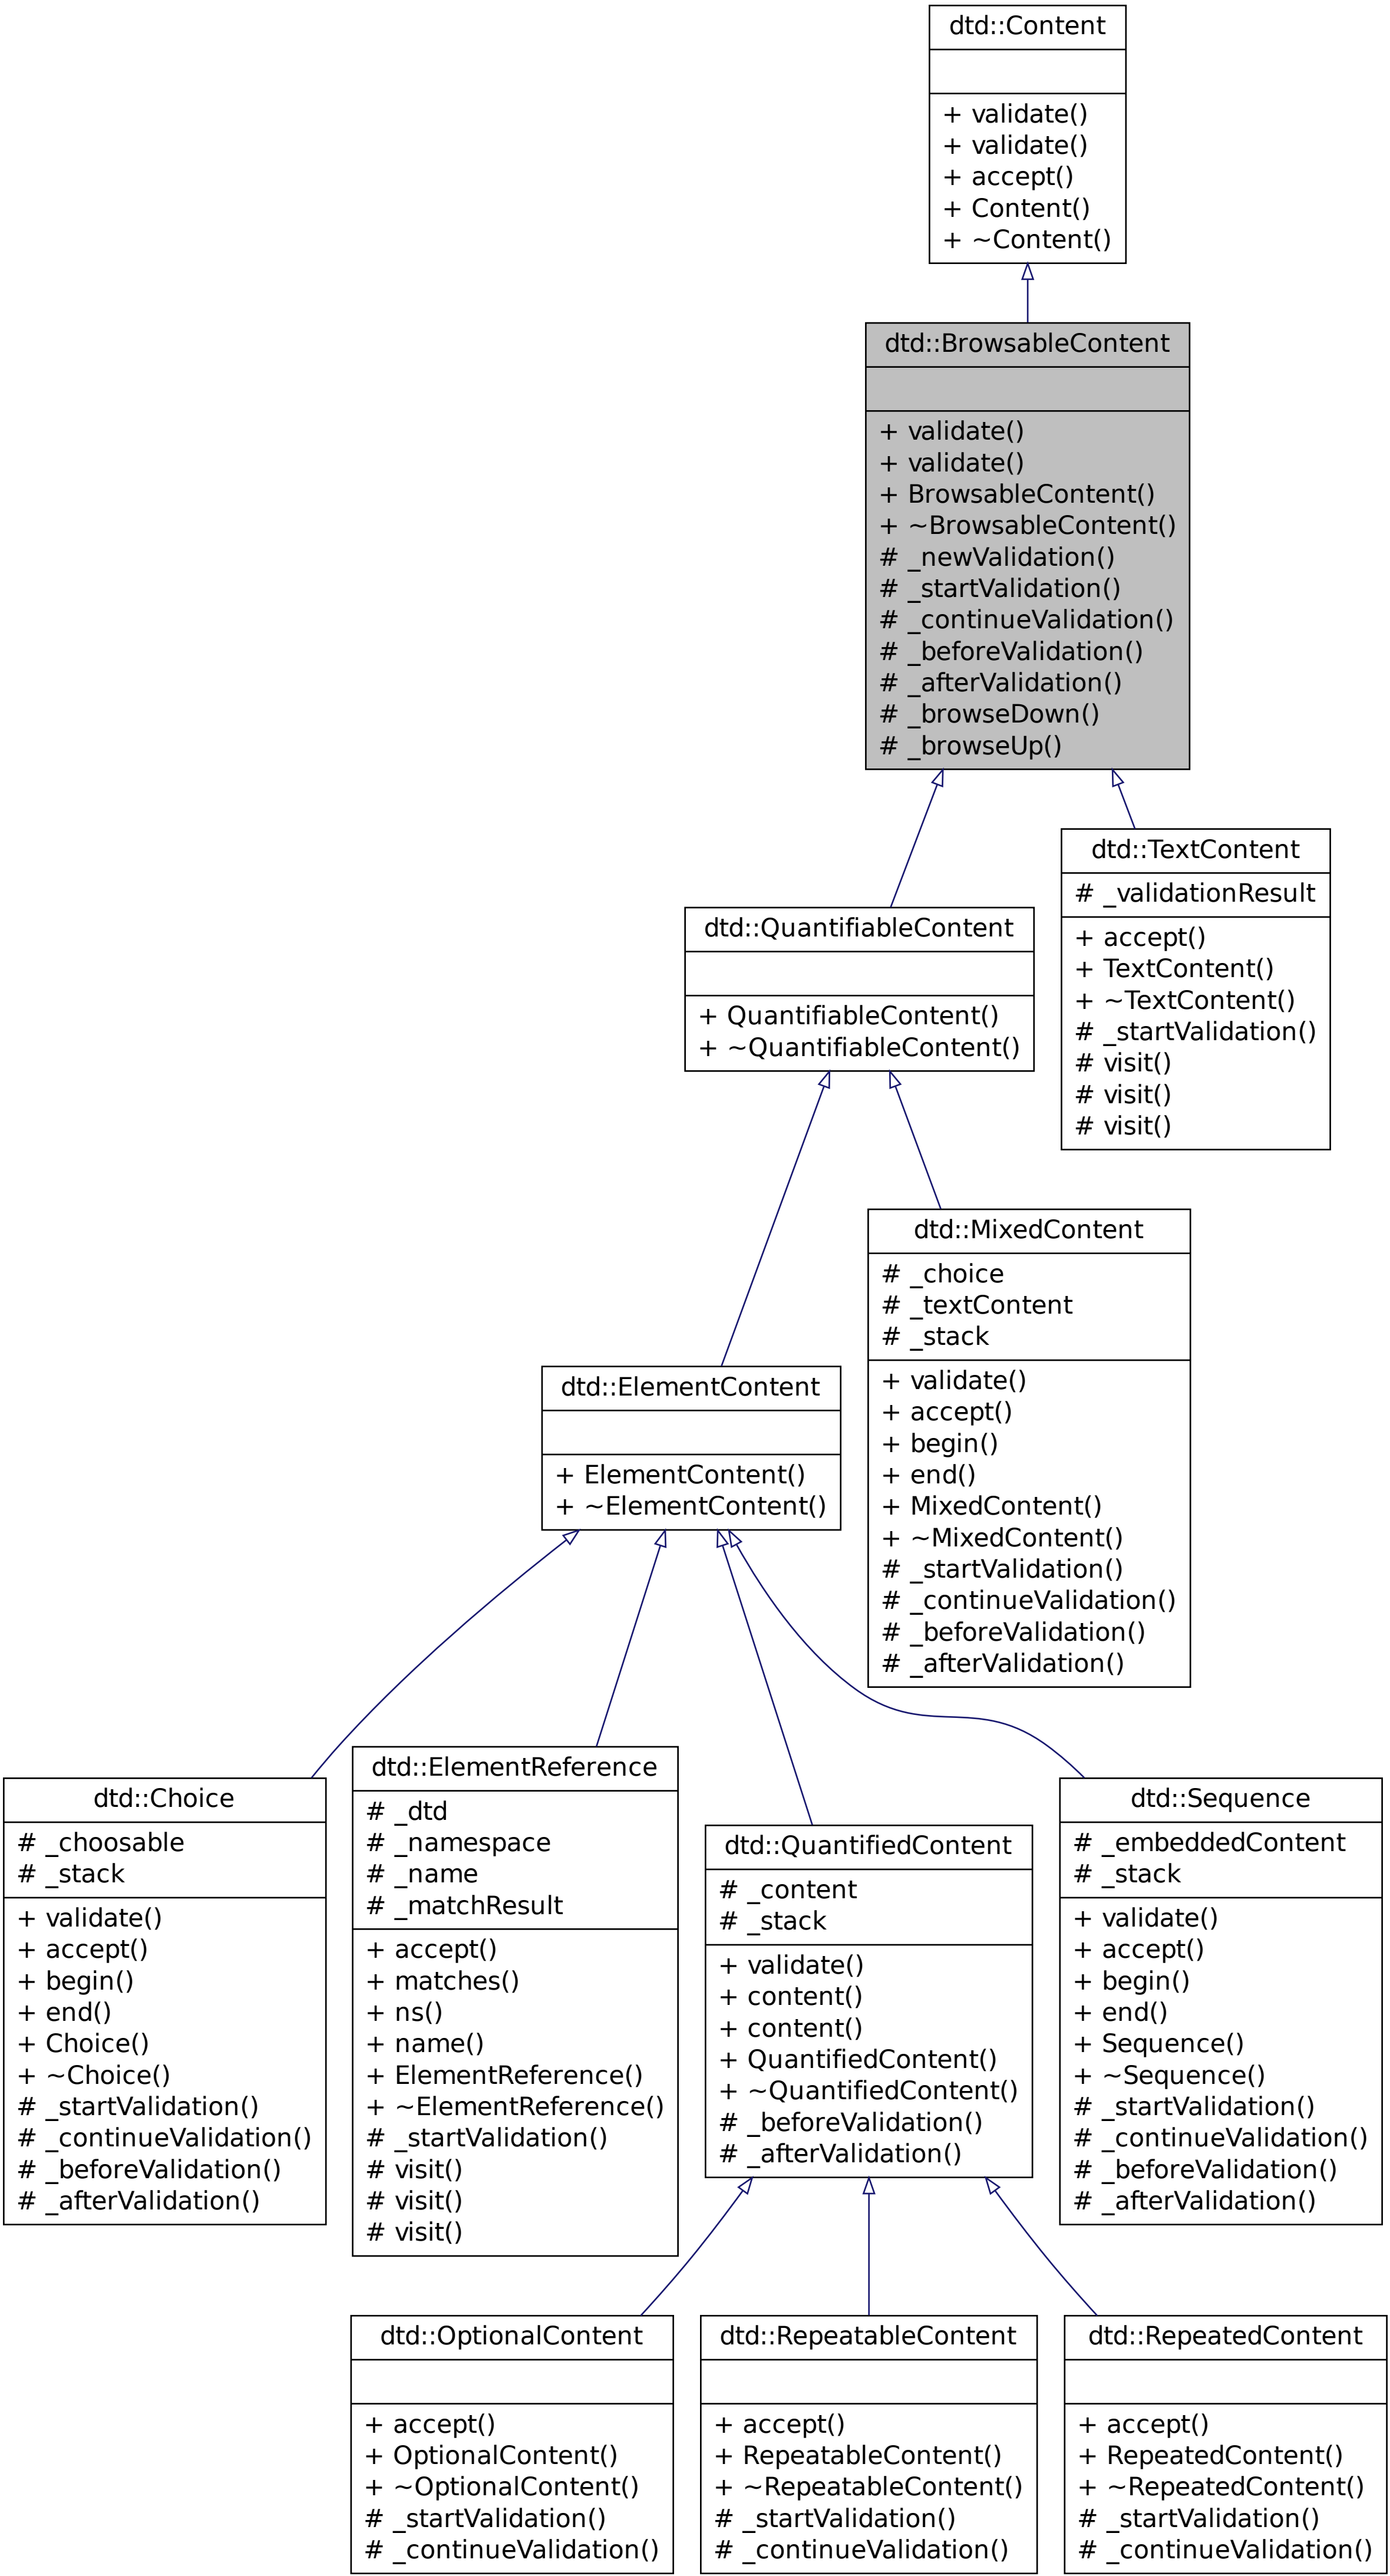 dtd::Content
+ validate()
+ validate()
+ accept()
+ Content()
+ ~Content()
dtd::BrowsableContent
+ validate()
+ validate()
+ BrowsableContent()
+ ~BrowsableContent()
# _newValidation()
# _startValidation()
# _continueValidation()
# _beforeValidation()
# _afterValidation()
# _browseDown()
# _browseUp()
dtd::TextContent
# _validationResult
+ accept()
+ TextContent()
+ ~TextContent()
# _startValidation()
# visit()
# visit()
# visit()
dtd::QuantifiableContent
+ QuantifiableContent()
+ ~QuantifiableContent()
dtd::MixedContent
# _choice
# _textContent
# _stack
+ validate()
+ accept()
+ begin()
+ end()
+ MixedContent()
+ ~MixedContent()
# _startValidation()
# _continueValidation()
# _beforeValidation()
# _afterValidation()
dtd::ElementContent
+ ElementContent()
+ ~ElementContent()
dtd::Choice
# _choosable
# _stack
+ validate()
+ accept()
+ begin()
+ end()
+ Choice()
+ ~Choice()
# _startValidation()
# _continueValidation()
# _beforeValidation()
# _afterValidation()
dtd::ElementReference
# _dtd
# _namespace
# _name
# _matchResult
+ accept()
+ matches()
+ ns()
+ name()
+ ElementReference()
+ ~ElementReference()
# _startValidation()
# visit()
# visit()
# visit()
dtd::QuantifiedContent
# _content
# _stack
+ validate()
+ content()
+ content()
+ QuantifiedContent()
+ ~QuantifiedContent()
# _beforeValidation()
# _afterValidation()
dtd::Sequence
# _embeddedContent
# _stack
+ validate()
+ accept()
+ begin()
+ end()
+ Sequence()
+ ~Sequence()
# _startValidation()
# _continueValidation()
# _beforeValidation()
# _afterValidation()
dtd::OptionalContent
+ accept()
+ OptionalContent()
+ ~OptionalContent()
# _startValidation()
# _continueValidation()
dtd::RepeatableContent
+ accept()
+ RepeatableContent()
+ ~RepeatableContent()
# _startValidation()
# _continueValidation()
dtd::RepeatedContent
+ accept()
+ RepeatedContent()
+ ~RepeatedContent()
# _startValidation()
# _continueValidation()